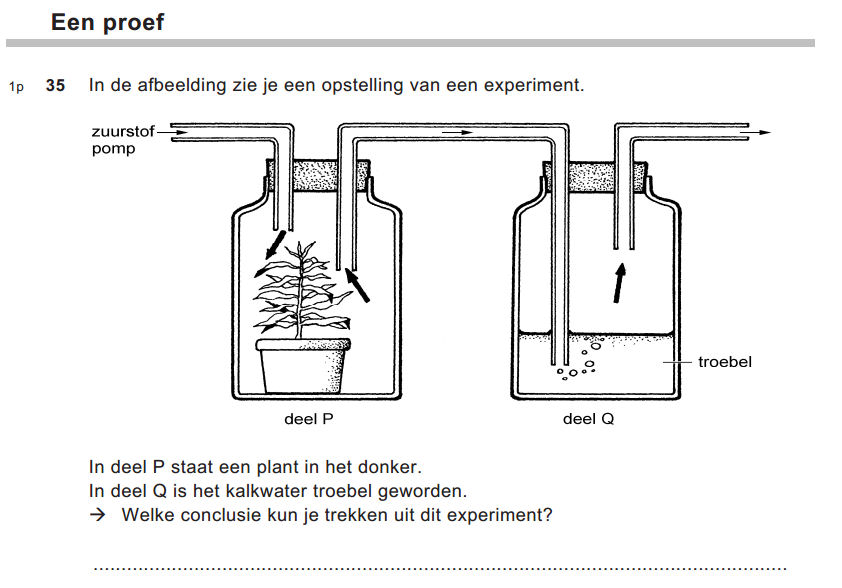 Een proef
1p 35 In de afbeelding zie je een opstelling van een experiment.
zuurstof
pomp
troebel
deel P
deel Q
In deel P staat een plant in het donker.
In deel Q is het kalkwater troebel geworden.
→ Welke conclusie kun je trekken uit dit experiment?